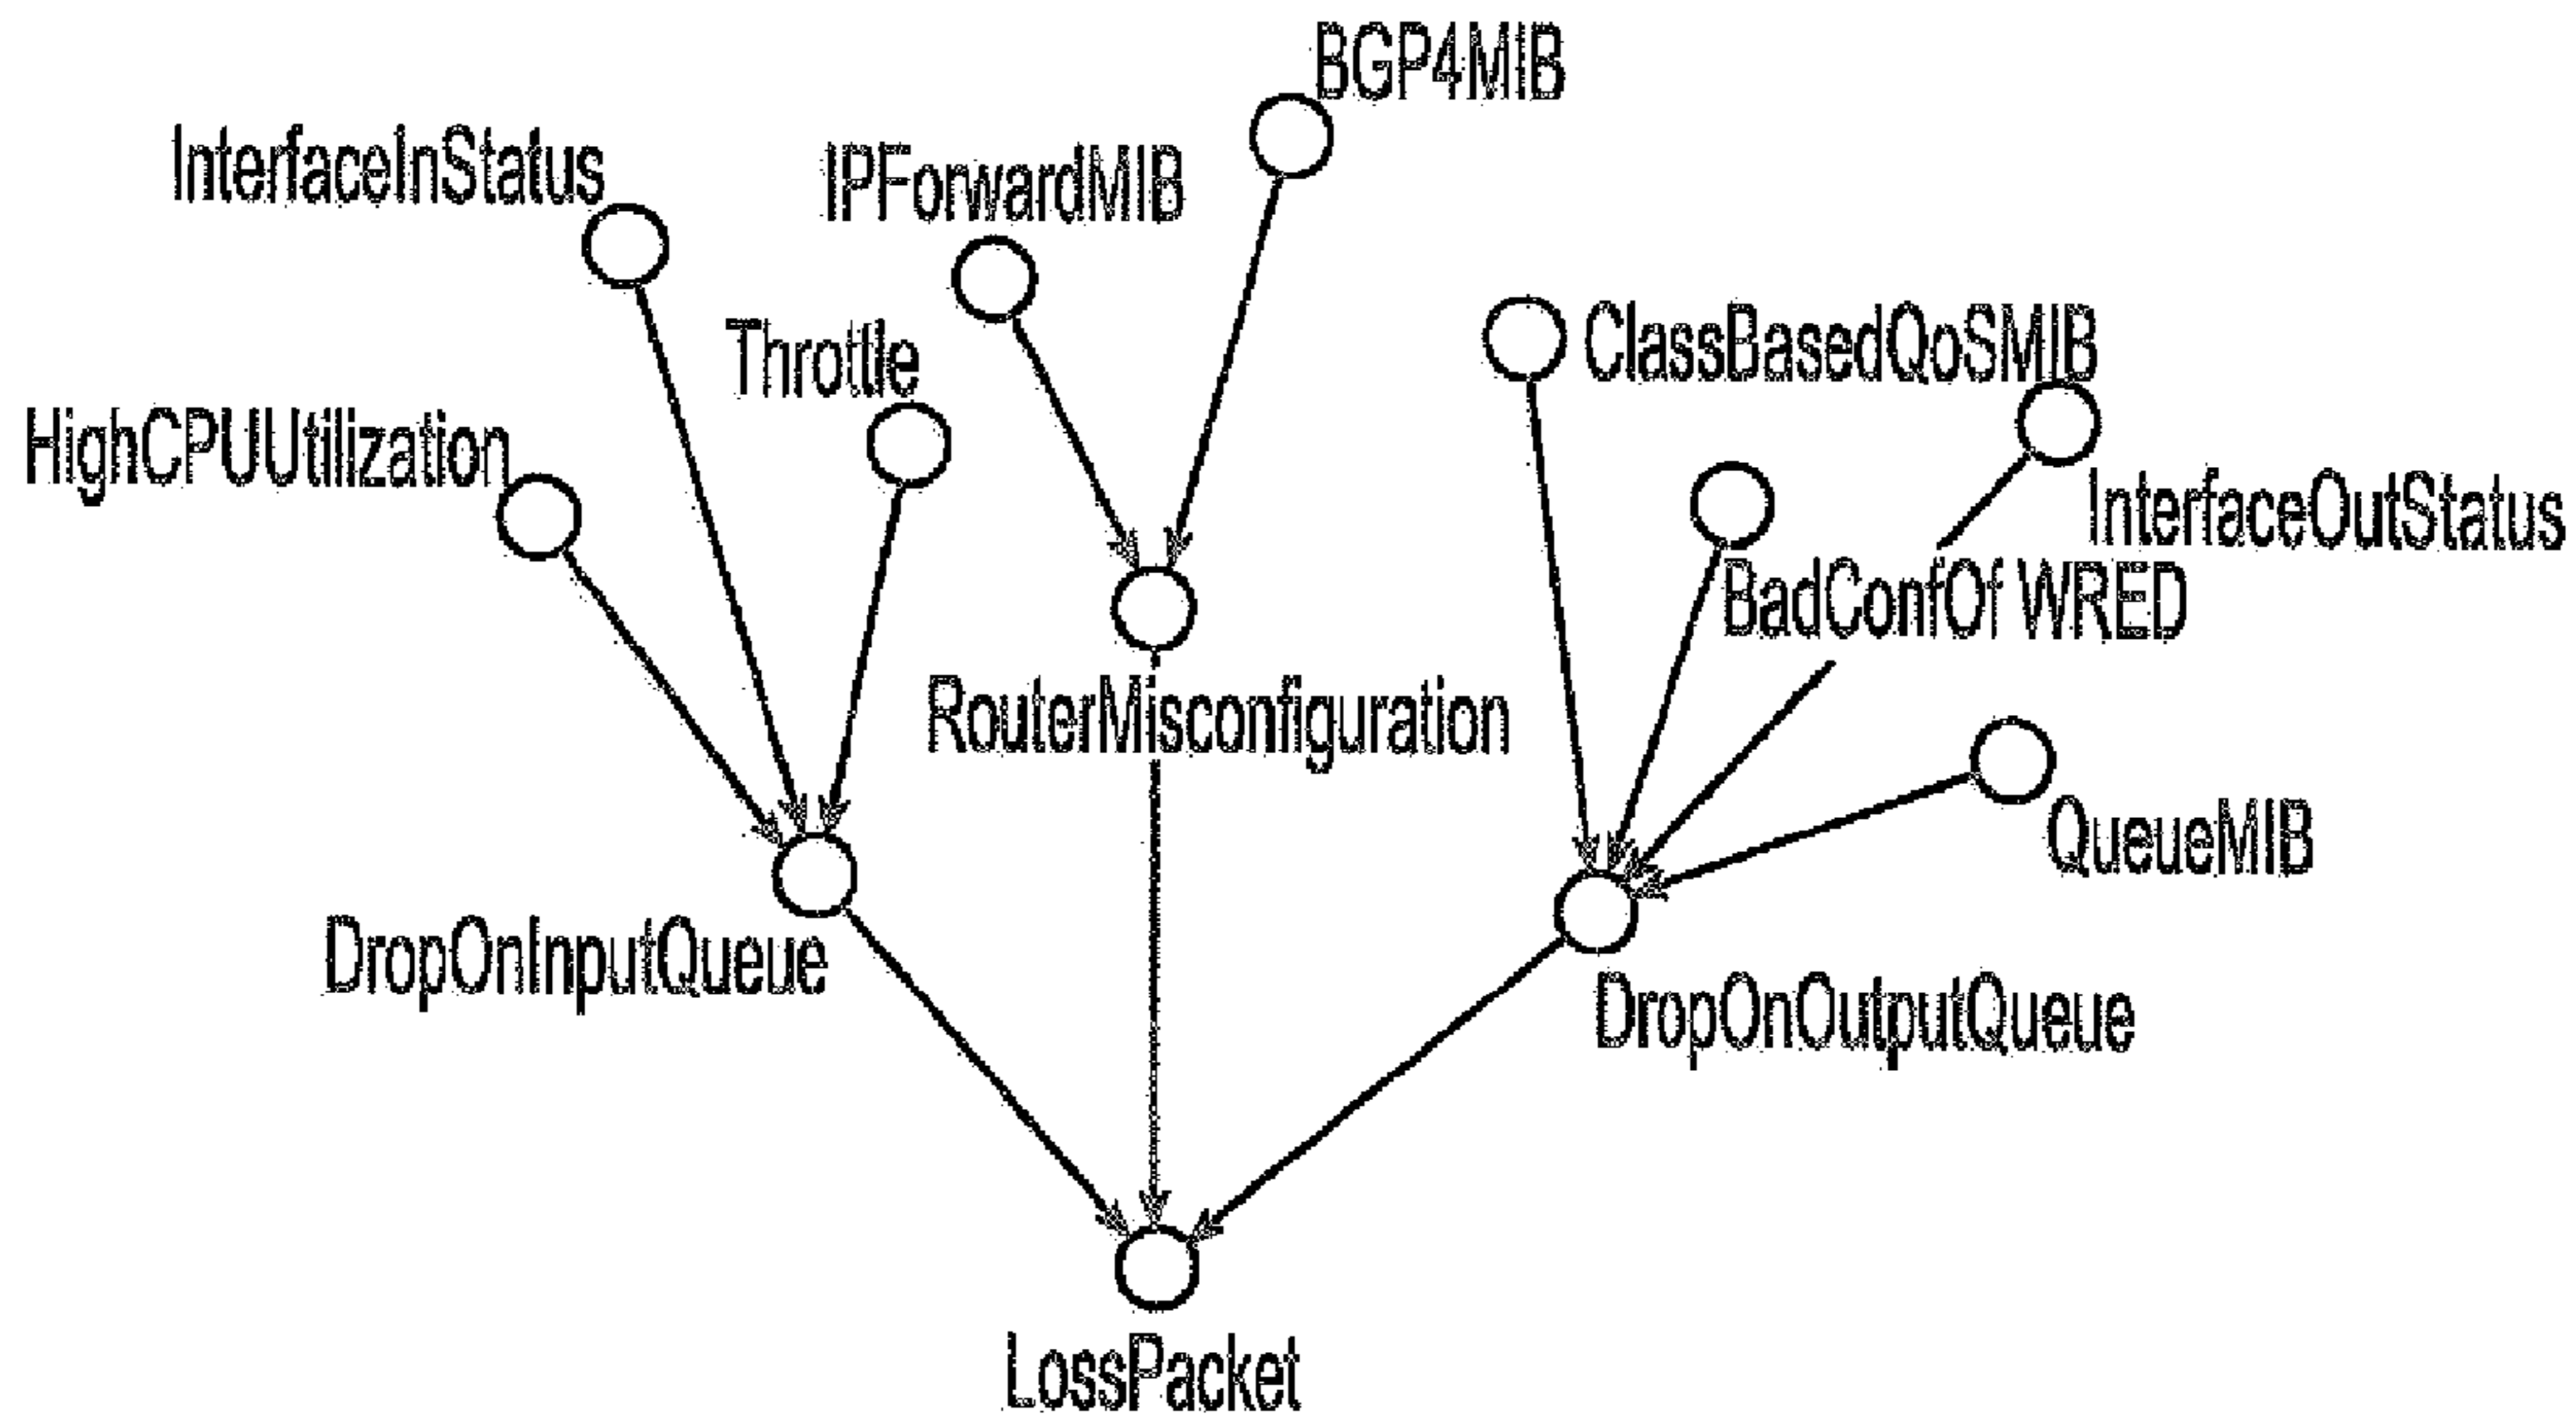 BGP4MIB
InterfaceInStatus
IPForwardMIB
Throttle
ClassBasedQoSMIB
HighCPUUtilization
InterfaceOutStatus
BadConfOf WRED
RouterMisconfiguration
QueueMIB
DropOnInputQueue
DropOnOutputQueue
LossPacket